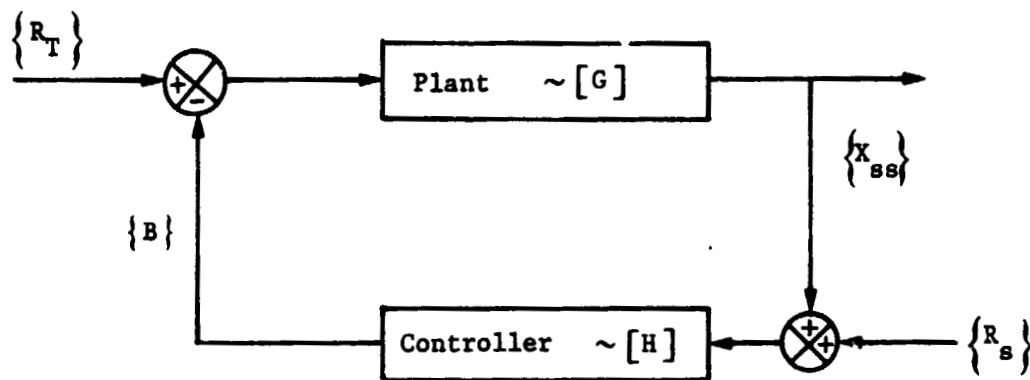 {R_T}
+
-
Plant ~[G]
{X_ss}
{B}
Controller ~[H]
+
+
{R_s}